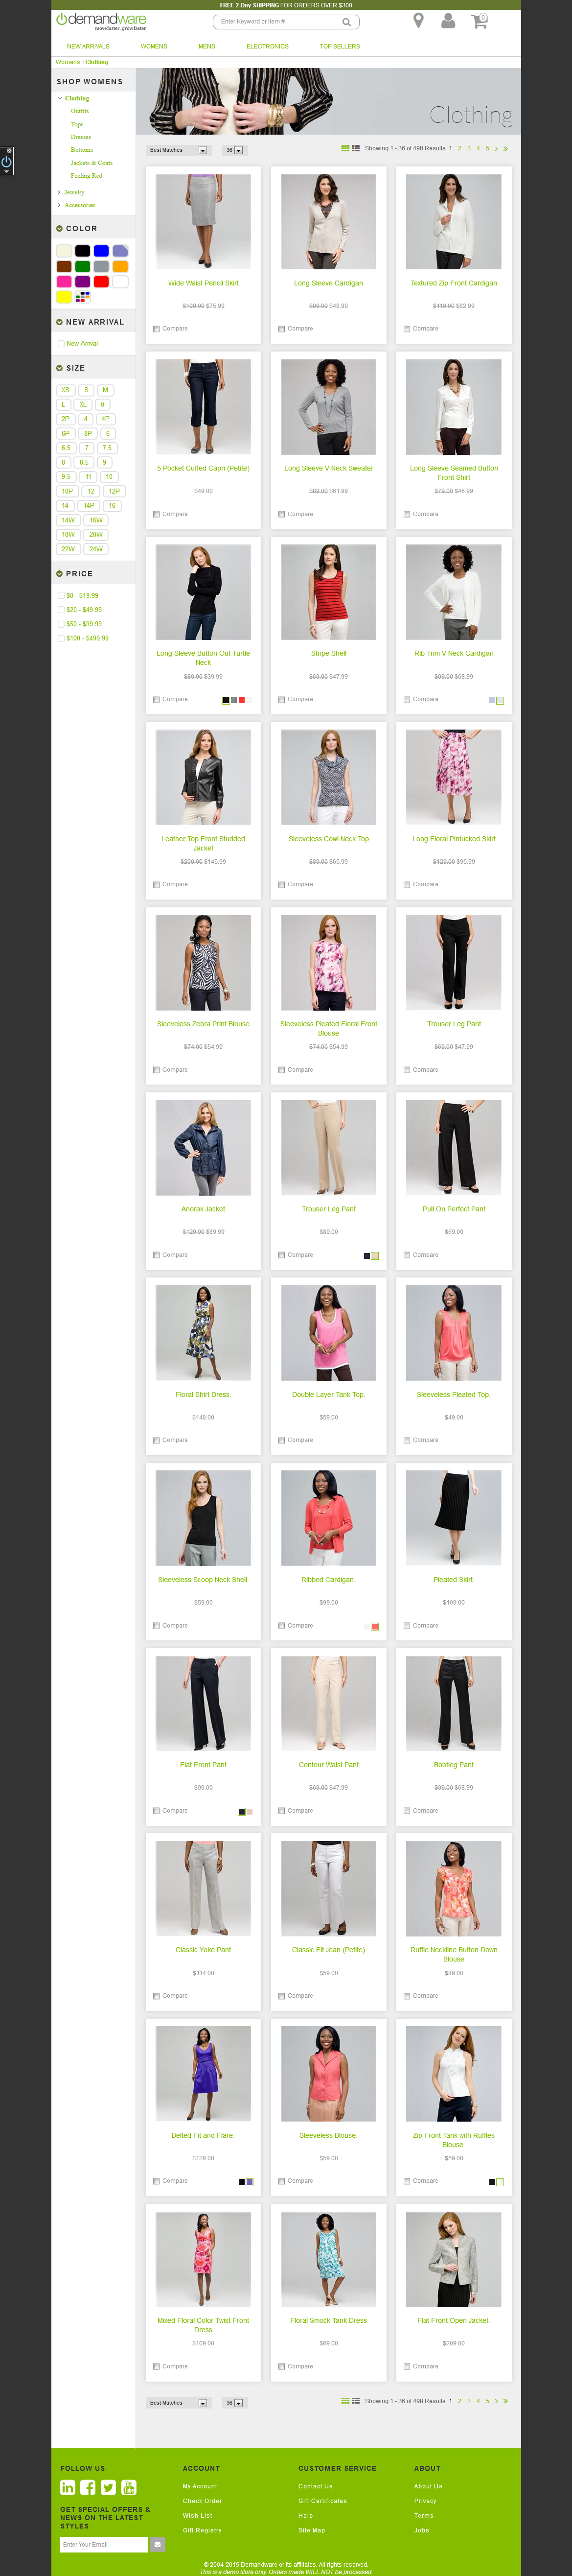 FREE 2-Day SHIPPING FOR ORDERS OVER $300
demandware
move faster, grow faster
Enter Keyword or Item #
0
NEW ARRIVALS
WOMENS
MENS
ELECTRONICS
TOP SELLERS
Womens / Clothing
SHOP WOMENS
Clothing
Outfits
Tops
Dresses
Bottoms
Jackets & Coats
Feeling Red
Jewelry
Accessories
COLOR
NEW ARRIVAL
New Arrival
SIZE
XS S M
L XL 0
2P 4 4P
6P 8P 6
6.5 7 7.5
8 8.5 9
9.5 11 10
10P 12 12P
14 14P 16
14W 16W
18W 20W
22W 24W
PRICE
$0 - $19.99
$20 - $49.99
$50 - $99.99
$100 - $499.99
Clothing
Best Matches 36 Showing 1 - 36 of 498 Results 1 2 3 4 5 > »
Wide Waist Pencil Skirt
$109.00 $75.99
Compare
Long Sleeve Cardigan
$99.00 $48.99
Compare
Textured Zip Front Cardigan
$119.00 $82.99
Compare
5 Pocket Cuffed Capri (Petite)
$49.00
Compare
Long Sleeve V-Neck Sweater
$89.00 $61.99
Compare
Long Sleeve Seamed Button
Front Shirt
$79.00 $46.99
Compare
Long Sleeve Button Out Turtle
Neck
$89.00 $39.99
Compare
Stripe Shell
$69.00 $47.99
Compare
Rib Trim V-Neck Cardigan
$99.00 $68.99
Compare
Leather Top Front Studded
Jacket
$209.00 $145.99
Compare
Sleeveless Cowl Neck Top
$89.00 $65.99
Compare
Long Floral Pintucked Skirt
$129.00 $95.99
Compare
Sleeveless Zebra Print Blouse
$74.00 $54.99
Compare
Sleeveless Pleated Floral Front
Blouse
$74.00 $54.99
Compare
Trouser Leg Pant
$69.00 $47.99
Compare
Anorak Jacket
$129.00 $89.99
Compare
Trouser Leg Pant
$89.00
Compare
Pull On Perfect Pant
$69.00
Compare
Floral Shirt Dress.
$148.00
Compare
Double Layer Tank Top.
$59.00
Compare
Sleeveless Pleated Top.
$49.00
Compare
Sleeveless Scoop Neck Shell.
$59.00
Compare
Ribbed Cardigan.
$99.00
Compare
Pleated Skirt.
$109.00
Compare
Flat Front Pant
$99.00
Compare
Contour Waist Pant
$69.00 $47.99
Compare
Bootleg Pant
$99.00 $68.99
Compare
Classic Yoke Pant
$114.00
Compare
Classic Fit Jean (Petite)
$59.00
Compare
Ruffle Neckline Button Down
Blouse
$89.00
Compare
Belted Fit and Flare.
$128.00
Compare
Sleeveless Blouse.
$59.00
Compare
Zip Front Tank with Ruffles
Blouse.
$59.00
Compare
Mixed Floral Color Twist Front
Dress
$109.00
Compare
Floral Smock Tank Dress
$69.00
Compare
Flat Front Open Jacket.
$209.00
Compare
Best Matches 36 Showing 1 - 36 of 498 Results 1 2 3 4 5 > »
FOLLOW US
GET SPECIAL OFFERS &
NEWS ON THE LATEST
STYLES
Enter Your Email
ACCOUNT
My Account
Check Order
Wish List
Gift Registry
CUSTOMER SERVICE
Contact Us
Gift Certificates
Help
Site Map
ABOUT
About Us
Privacy
Terms
Jobs
© 2004-2015 Demandware or its affiliates. All rights reserved.
This is a demo store only. Orders made WILL NOT be processed.